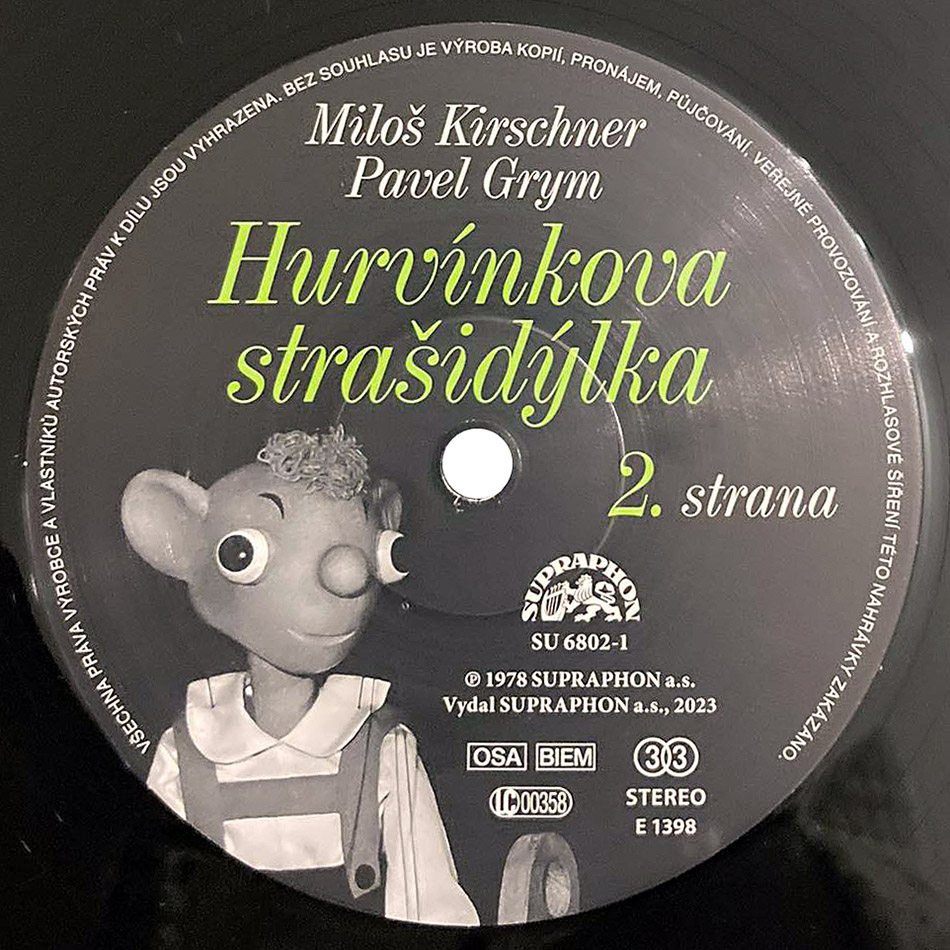 VŠECHNA PRÁVA VÝROBCE A VLASTNÍKŮ AUTORSKÝCH PRÁV K DÍLU JSOU VYHRAZENA. BEZ SOUHLASU JE VÝROBA KOPIÍ, PRONÁJEM, PŮJČOVÁNÍ, VEŘEJNÉ PROVOZOVÁNÍ A ROZHLASOVÉ ŠÍŘENÍ TÉTO NAHRÁVKY ZAKÁZÁNO.
Miloš Kirschner
Pavel Grym
Hurvínkova
strašidýlka
2. strana
SUPRAPHON
SU 6802-1
℗ 1978 SUPRAPHON a.s.
Vydal SUPRAPHON a.s., 2023
OSA BIEM 33
LC 00358 STEREO
E 1398